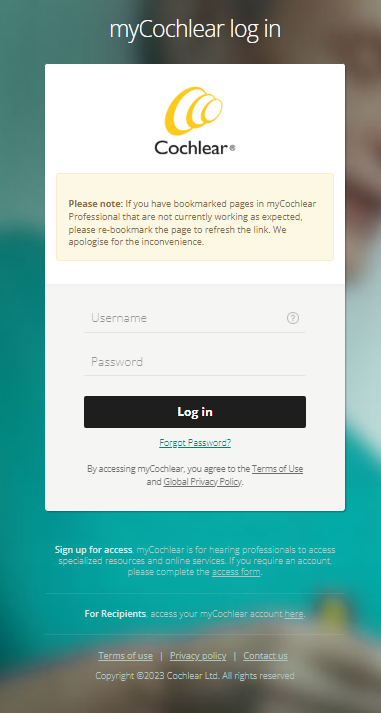 myCochlear log in
Cochlear®
Please note: If you have bookmarked pages in myCochlear
Professional that are not currently working as expected,
please re-bookmark the page to refresh the link. We
apologise for the inconvenience.
Username ?
Password
Log in
Forgot Password?
By accessing myCochlear, you agree to the Terms of Use
and Global Privacy Policy.
Sign up for access, myCochlear is for hearing professionals to access
specialized resources and online services. If you require an account,
please complete the access form.
For Recipients, access your myCochlear account here.
Terms of use | Privacy policy | Contact us
Copyright ©2023 Cochlear Ltd. All rights reserved